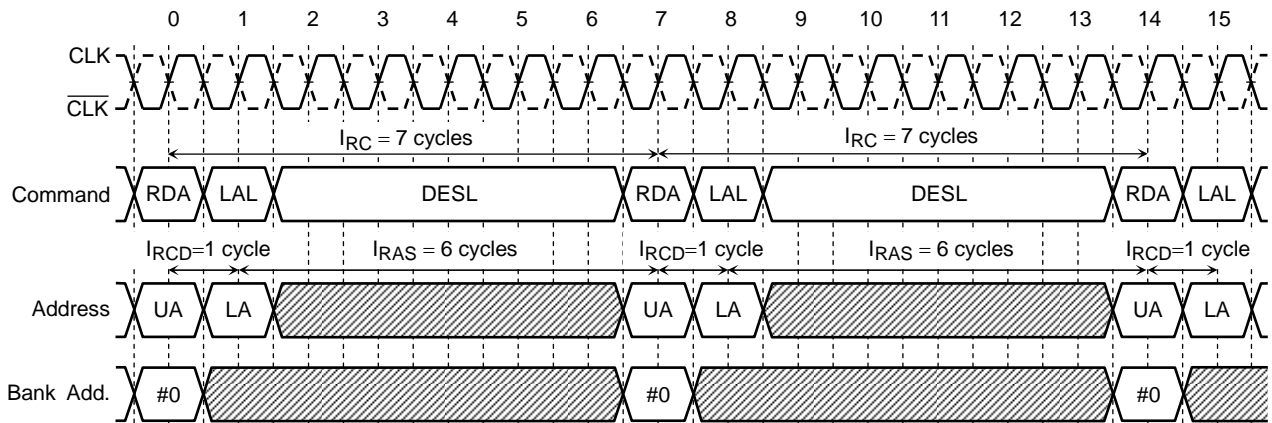 0 1 2 3 4 5 6 7 8 9 10 11 12 13 14 15
CLK
CLK
IRC = 7 cycles IRC = 7 cycles
Command RDA LAL DESL RDA LAL DESL RDA LAL
IRCD=1 cycle IRAS = 6 cycles IRCD=1 cycle IRAS = 6 cycles IRCD=1 cycle
Address UA LA UA LA UA LA
Bank Add. #0 #0 #0